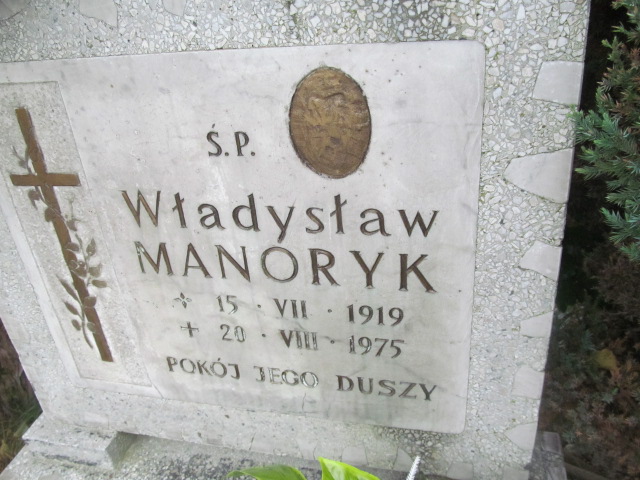 Ś.P.
Władysław
MANORYK
15 · VII · 1919
+ 20 · VIII · 1975
POKÓJ JEGO DUSZY